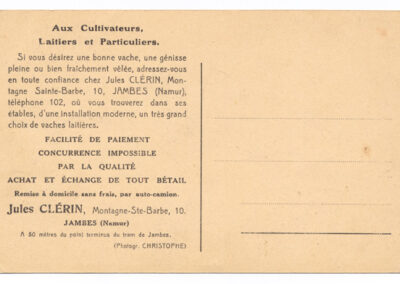 Aux Cultivateurs,
Laitiers et Particuliers.
Si vous désirez une bonne vache, une génisse
pleine ou bien fraîchement vêlée, adressez-vous
en toute confiance chez Jules CLÉRIN, Mon-
tagne Sainte-Barbe, 10, JAMBES (Namur),
téléphone 102, où vous trouverez dans ses
étables, d'une installation moderne, un très grand
choix de vaches laitières.
FACILITÉ DE PAIEMENT
CONCURRENCE IMPOSSIBLE
PAR LA QUALITÉ
ACHAT ET ÉCHANGE DE TOUT BÉTAIL
Remise à domicile sans frais, par auto-camion.
Jules CLÉRIN, Montagne-Ste-Barbe, 10.
JAMBES (Namur)
A 50 mètres du point terminus du tram de Jambes.
(Photogr. CHRISTOPHE)